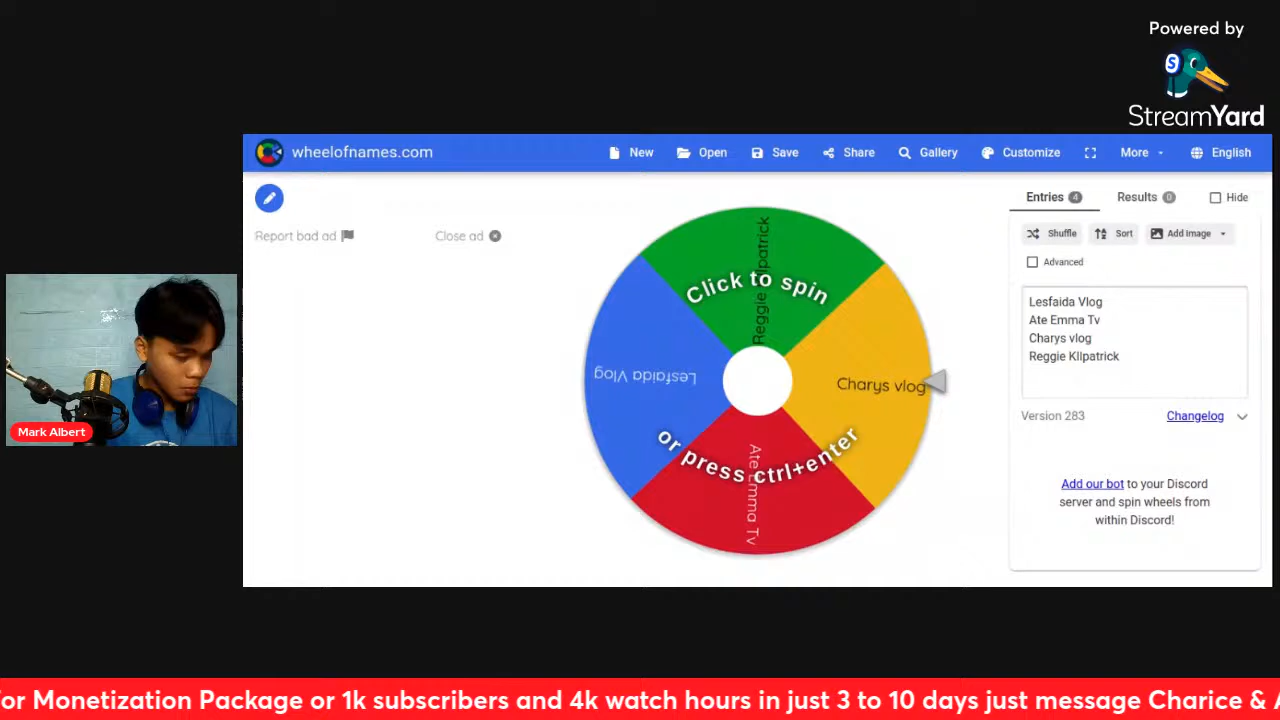 Powered by
S
StreamYard
wheelofnames.com
New
Open
Save
Share
Gallery
Customize
More
English
Report bad ad
Close ad
Entries 4
Results 0
Hide
Shuffle
Sort
Add image
Advanced
Lesfaida Vlog
Ate Emma Tv
Charys vlog
Reggie KIlpatrick
Version 283
Changelog
Add our bot to your Discord
server and spin wheels from
within Discord!
Reggie KIlpatrick
Click to spin
Lesfaida Vlog
Charys vlog
or press ctrl+enter
Ate Emma Tv
Mark Albert
or Monetization Package or 1k subscribers and 4k watch hours in just 3 to 10 days just message Charice &